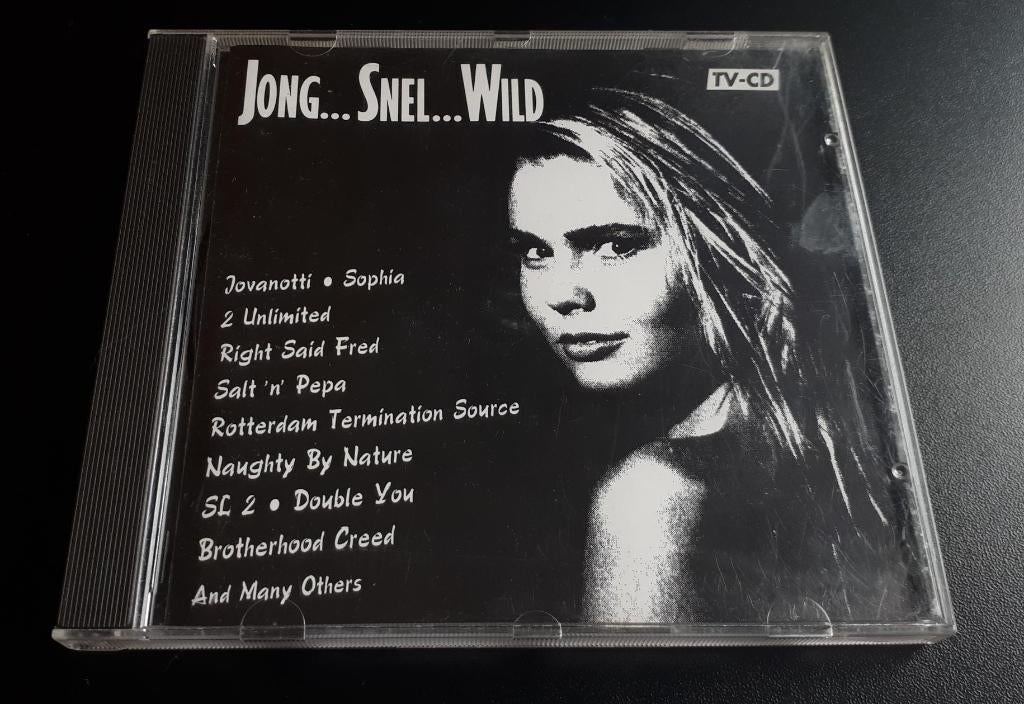 JONG... SNEL... WILD
TV-CD
Jovanotti • Sophia
2 Unlimited
Right Said Fred
Salt 'n' Pepa
Rotterdam Termination Source
Naughty By Nature
SL 2 • Double You
Brotherhood Creed
And Many Others